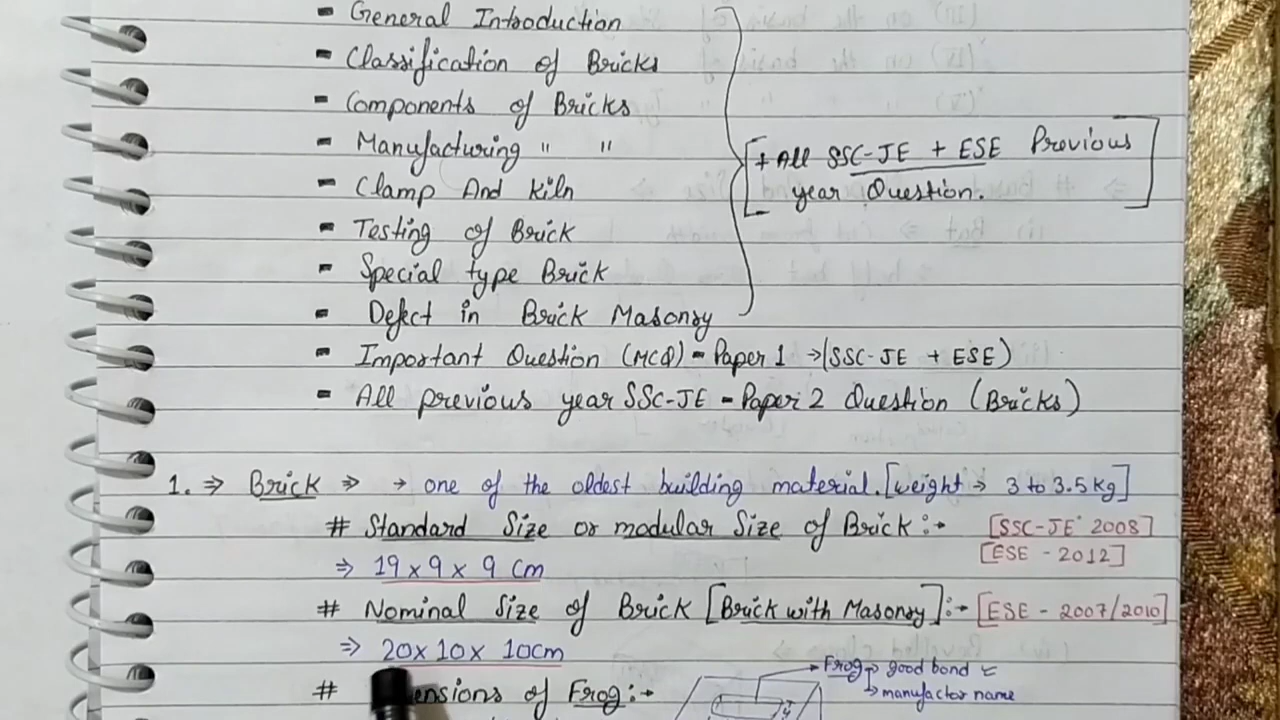 - General Introduction
- Classification of Bricks
- Components of Bricks
- Manufacturing " "
- Clamp And Kiln
- Testing of Brick
- Special type Brick
- Defect in Brick Masonry
[+ All SSC-JE + ESE Previous
year Question.]
- Important Question (MCQ) - Paper 1 → (SSC-JE + ESE)
- All previous year SSC-JE - Paper 2 Question (Bricks)
1. ⇒ Brick ⇒ → one of the oldest building material. [weight → 3 to 3.5 kg]
# Standard Size or modular Size of Brick :- [SSC-JE 2008]
[ESE - 2012]
⇒ 19 x 9 x 9 cm
# Nominal Size of Brick [Brick with Masonry] :- [ESE - 2007/2010]
⇒ 20 x 10 x 10cm
# ensions of Frog :-
Frog → good bond
→ manufactor name